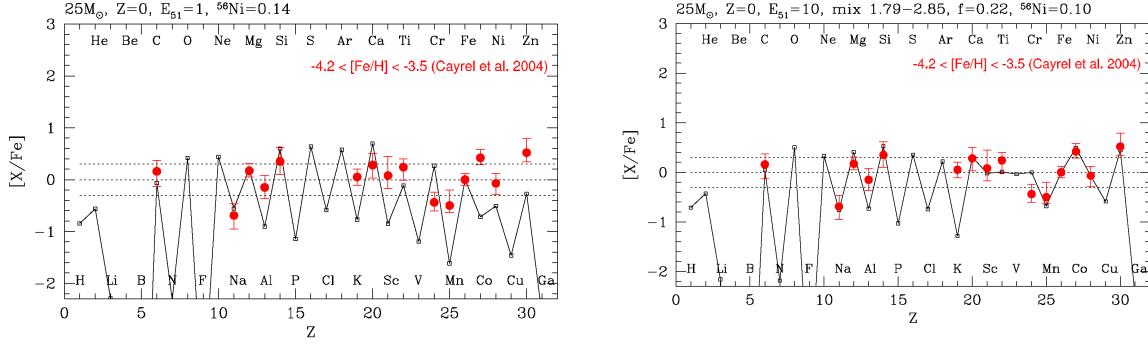 25M⊙, Z=0, E51=1, 56Ni=0.14
He Be C O Ne Mg Si S Ar Ca Ti Cr Fe Ni Zn
-4.2 < [Fe/H] < -3.5 (Cayrel et al. 2004)
[X/Fe]
3
2
1
0
−1
−2
H Li B N F Na Al P Cl K Sc V Mn Co Cu Ga
0 5 10 15 20 25 30
Z
25M⊙, Z=0, E51=10, mix 1.79-2.85, f=0.22, 56Ni=0.10
He Be C O Ne Mg Si S Ar Ca Ti Cr Fe Ni Zn
-4.2 < [Fe/H] < -3.5 (Cayrel et al. 2004)
[X/Fe]
3
2
1
0
−1
−2
H Li B N F Na Al P Cl K Sc V Mn Co Cu Ga
0 5 10 15 20 25 30
Z